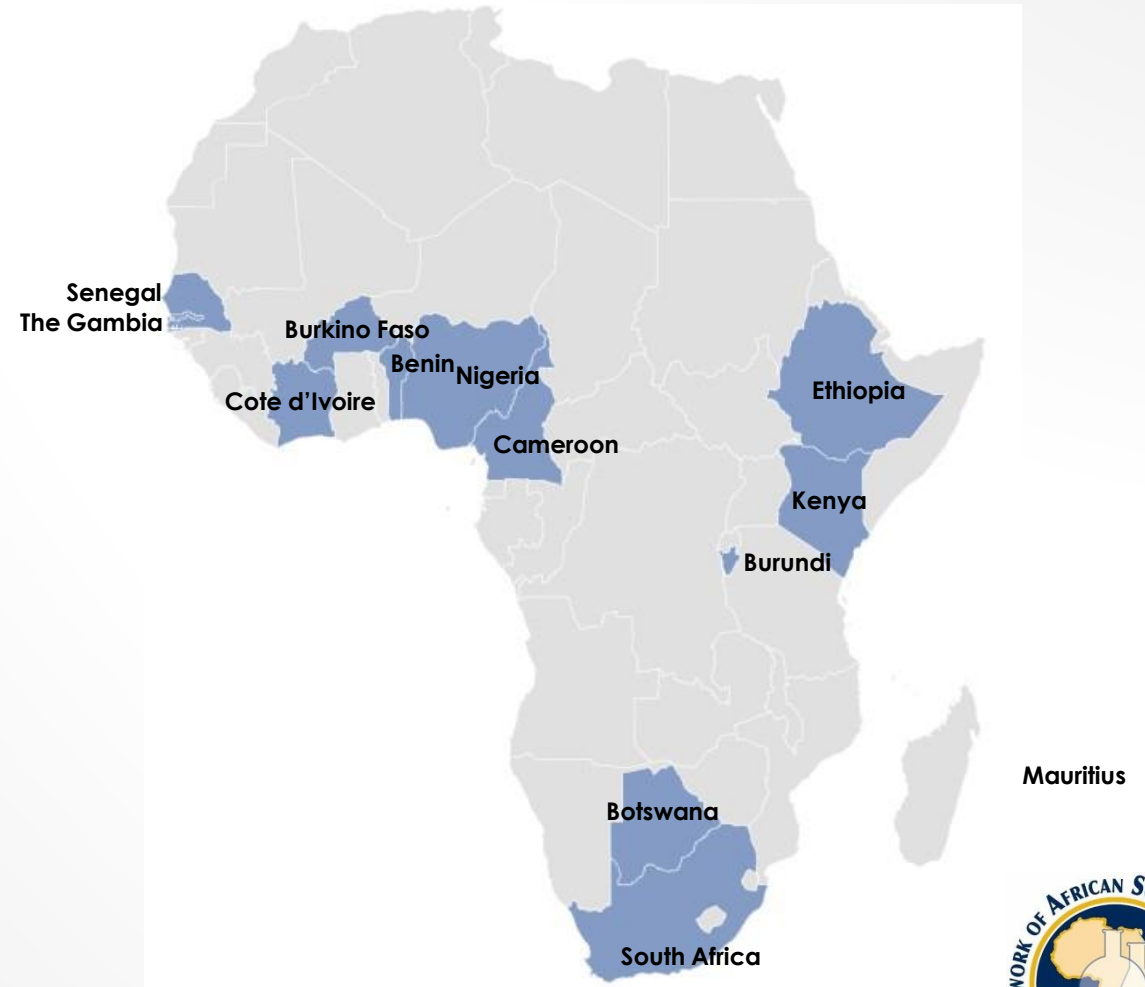 Senegal
The Gambia
Burkino Faso
Benin
Nigeria
Cote d’Ivoire
Ethiopia
Cameroon
Kenya
Burundi
Mauritius
Botswana
South Africa
OF AFRICAN